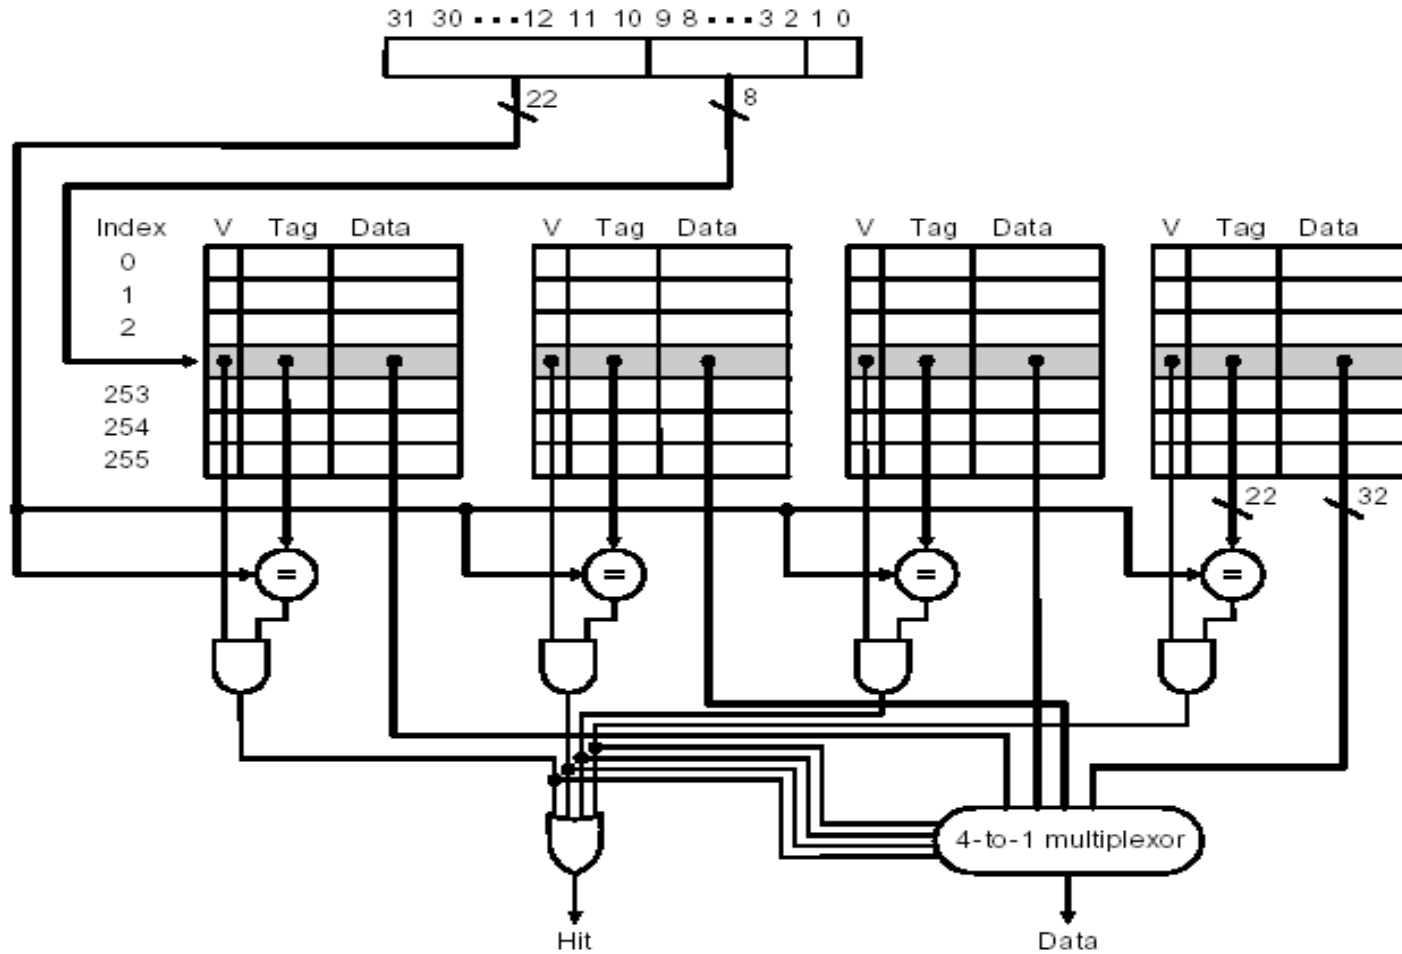 31 30 ▪▪▪12 11 10 9 8▪▪▪3 2 1 0
22 8
Index V Tag Data V Tag Data V Tag Data V Tag Data
0
1
2
253
254
255
22 32
= = = =
4-to-1 multiplexor
Hit Data